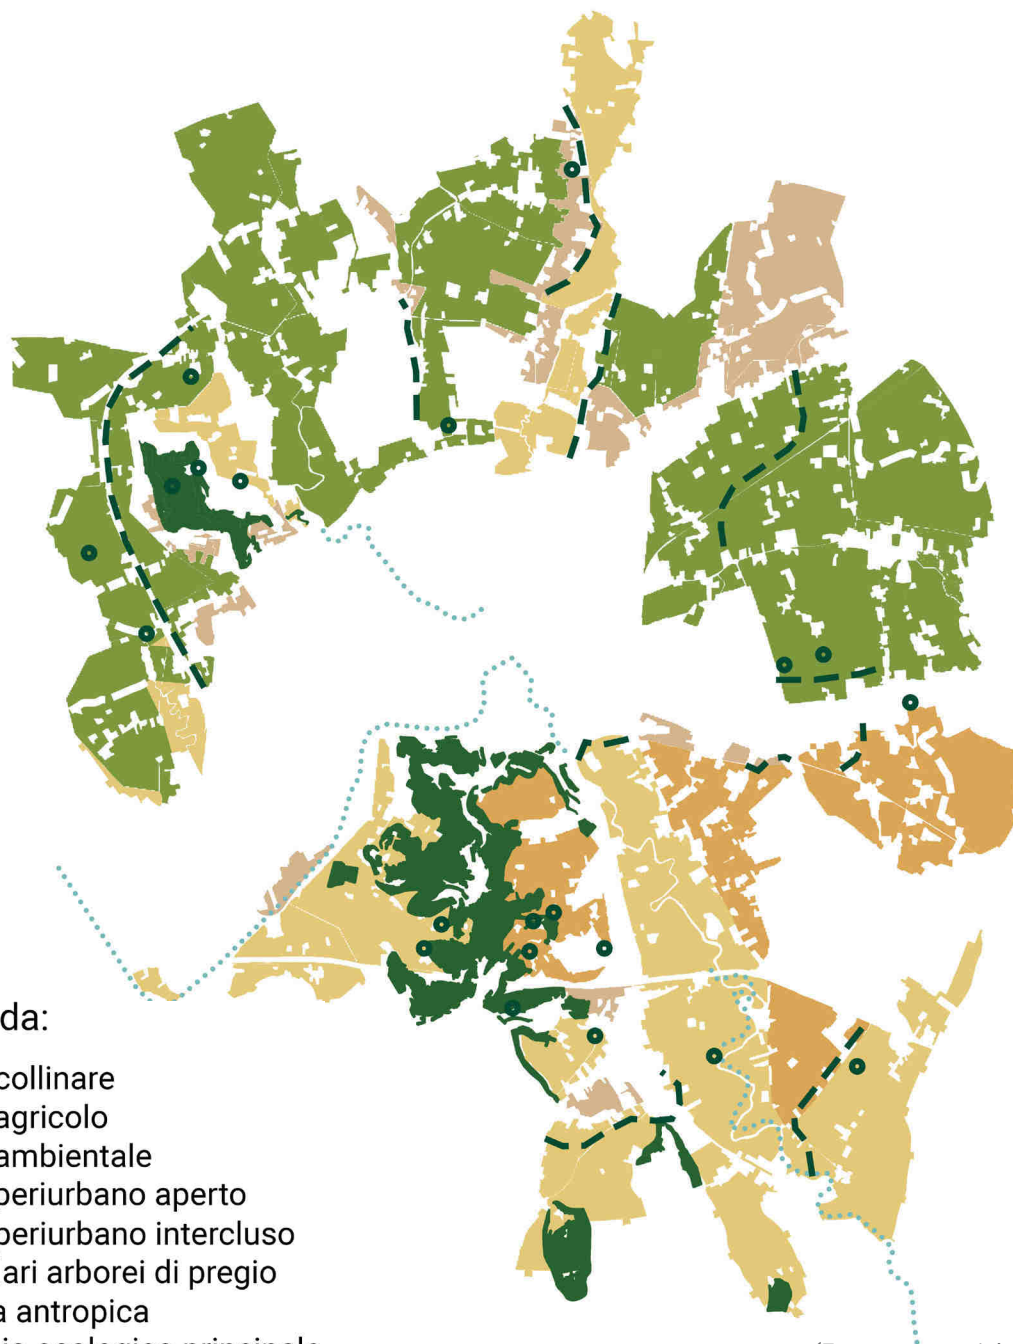 da:
collinare
agricolo
ambientale
periurbano aperto
periurbano intercluso
ari arborei di pregio
a antropica